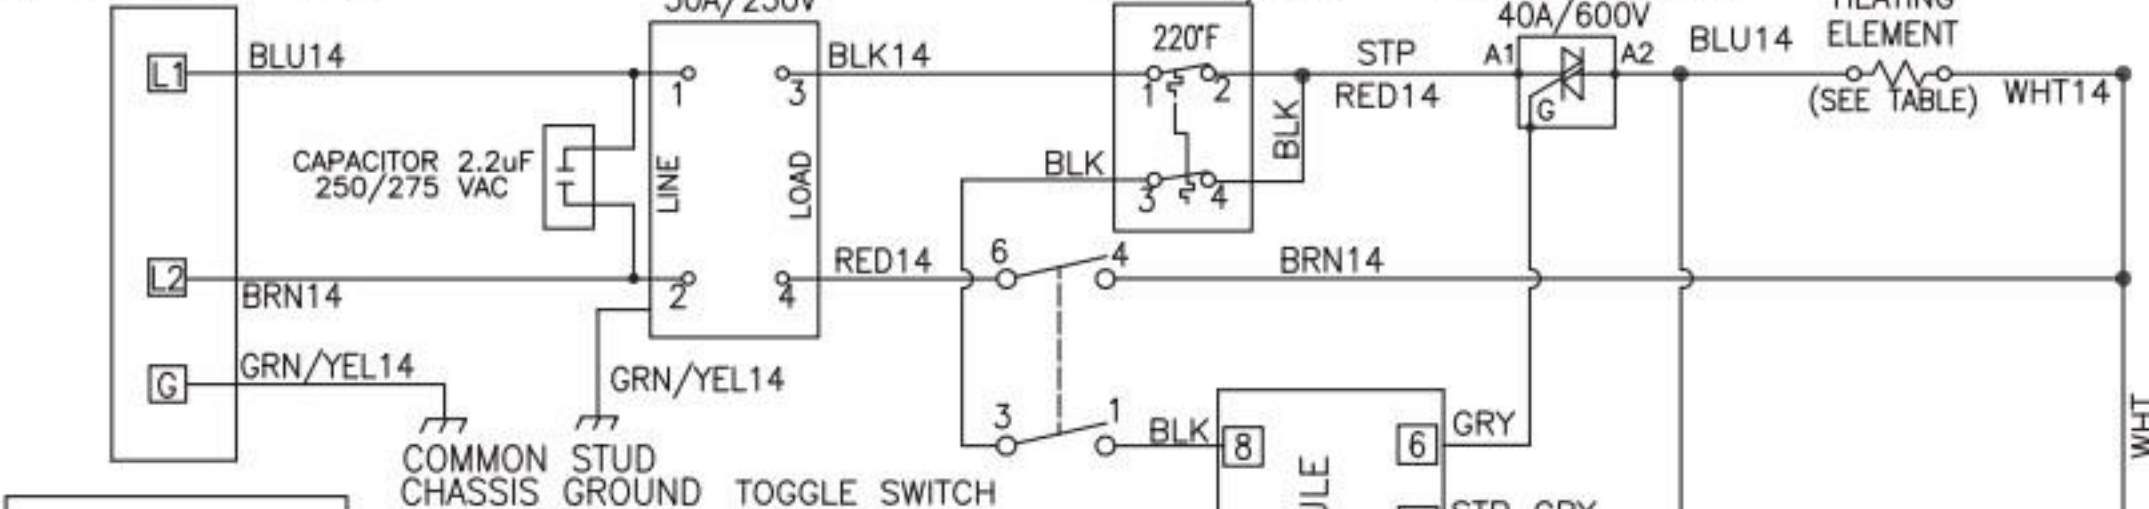 40A/600V
HEATING
ELEMENT
(SEE TABLE)
L1
BLU14
1
3
BLK14
220°F
1
2
STP
RED14
A1
A2
G
BLU14
WHT14
CAPACITOR 2.2uF
250/275 VAC
LINE
LOAD
BLK
3
4
BLK
L2
BRN14
2
4
RED14
6
4
BRN14
G
GRN/YEL14
GRN/YEL14
COMMON STUD
CHASSIS GROUND
TOGGLE SWITCH
3
1
BLK
8
6
GRY
WHT